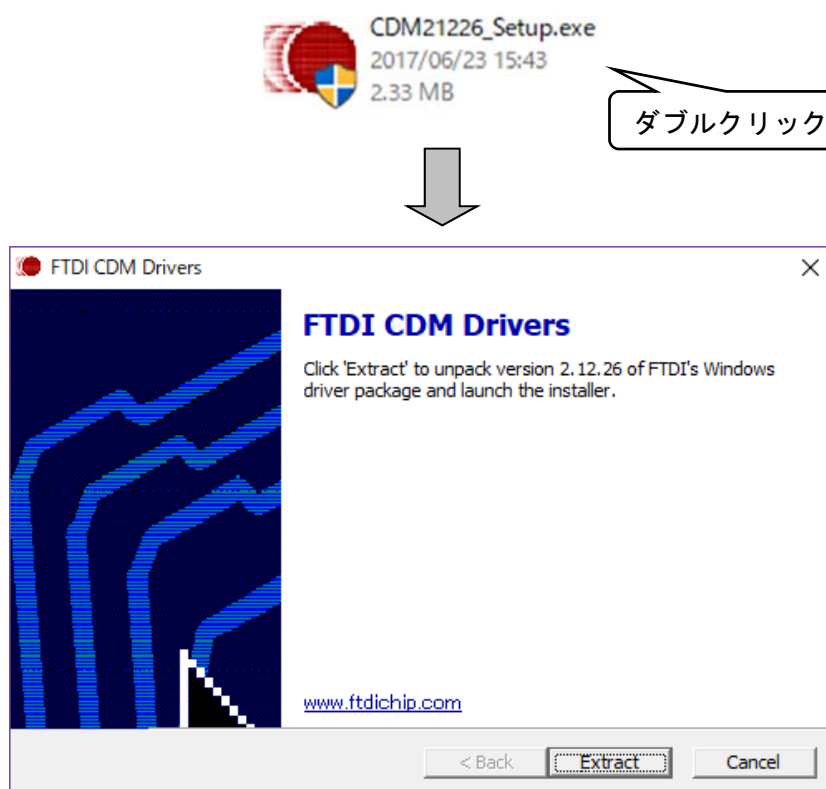 CDM21226_Setup.exe
2017/06/23 15:43
2.33 MB
ダブルクリック
FTDI CDM Drivers
FTDI CDM Drivers
Click 'Extract' to unpack version 2.12.26 of FTDI's Windows
driver package and launch the installer.
www.ftdichip.com
< Back
Extract
Cancel